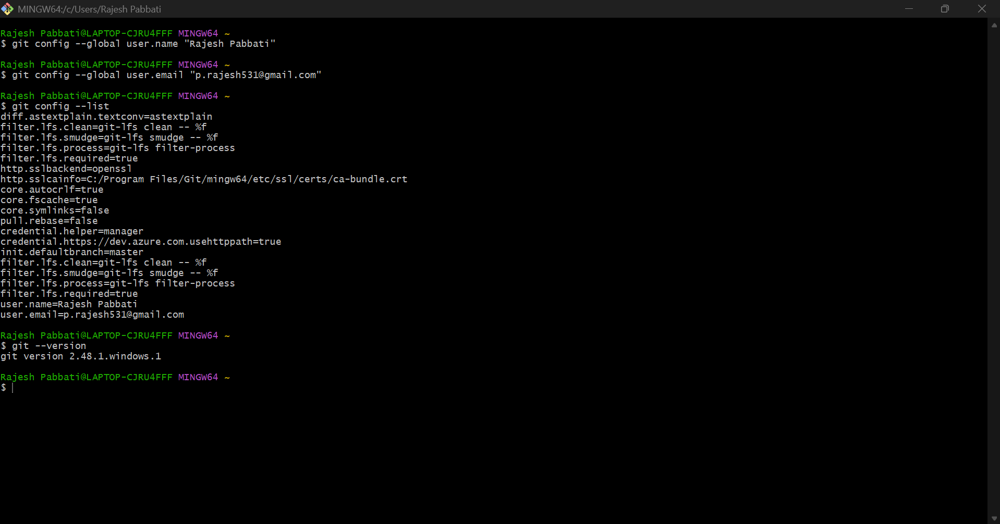 MINGW64:/c/Users/Rajesh Pabbati
Rajesh Pabbati@LAPTOP-CJRU4FFF MINGW64 ~
$ git config --global user.name "Rajesh Pabbati"
Rajesh Pabbati@LAPTOP-CJRU4FFF MINGW64 ~
$ git config --global user.email "p.rajesh531@gmail.com"
Rajesh Pabbati@LAPTOP-CJRU4FFF MINGW64 ~
$ git config --list
diff.astextplain.textconv=astextplain
filter.lfs.clean=git-lfs clean -- %f
filter.lfs.smudge=git-lfs smudge -- %f
filter.lfs.process=git-lfs filter-process
filter.lfs.required=true
http.sslbackend=openssl
http.sslcainfo=C:/Program Files/Git/mingw64/etc/ssl/certs/ca-bundle.crt
core.autocrlf=true
core.fscache=true
core.symlinks=false
pull.rebase=false
credential.helper=manager
credential.https://dev.azure.com.usehttppath=true
init.defaultbranch=master
filter.lfs.clean=git-lfs clean -- %f
filter.lfs.smudge=git-lfs smudge -- %f
filter.lfs.process=git-lfs filter-process
filter.lfs.required=true
user.name=Rajesh Pabbati
user.email=p.rajesh531@gmail.com
Rajesh Pabbati@LAPTOP-CJRU4FFF MINGW64 ~
$ git --version
git version 2.48.1.windows.1
Rajesh Pabbati@LAPTOP-CJRU4FFF MINGW64 ~
$